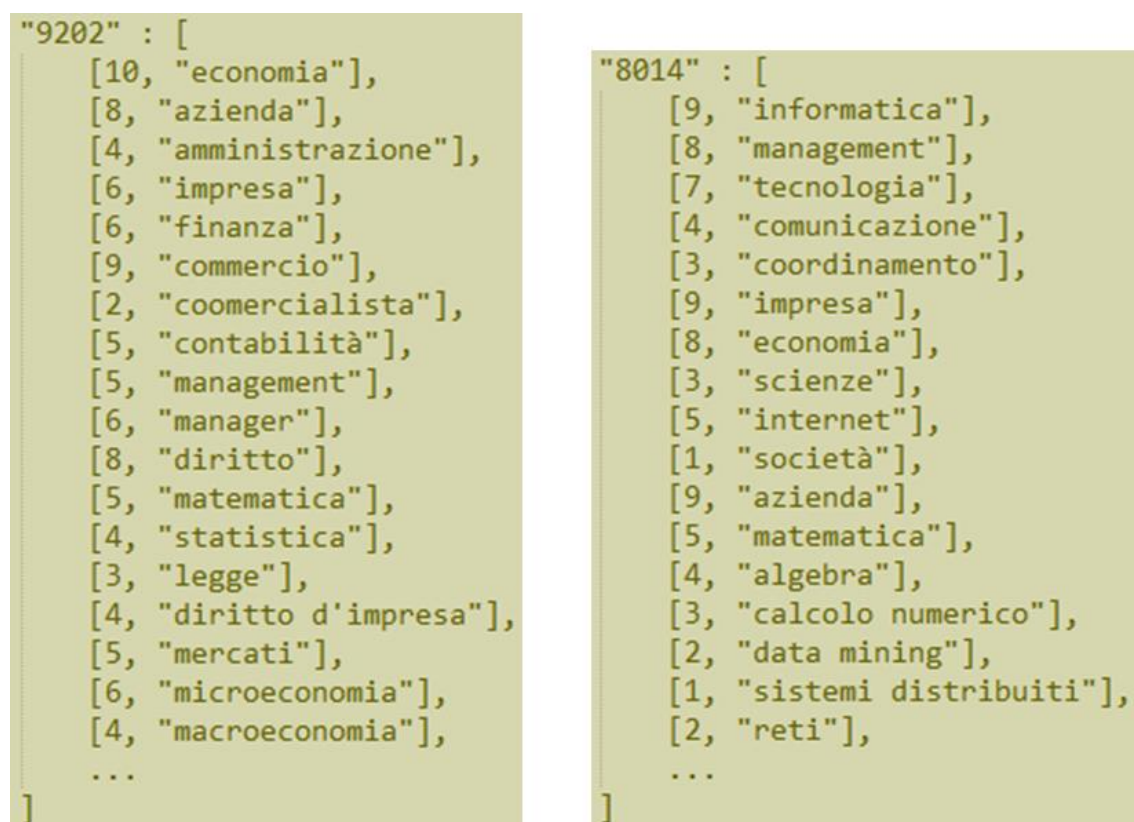 "9202" : [
[10, "economia"],
[8, "azienda"],
[4, "amministrazione"],
[6, "impresa"],
[6, "finanza"],
[9, "commercio"],
[2, "coomercialista"],
[5, "contabilità"],
[5, "management"],
[6, "manager"],
[8, "diritto"],
[5, "matematica"],
[4, "statistica"],
[3, "legge"],
[4, "diritto d'impresa"],
[5, "mercati"],
[6, "microeconomia"],
[4, "macroeconomia"],
...
]
"8014" : [
[9, "informatica"],
[8, "management"],
[7, "tecnologia"],
[4, "comunicazione"],
[3, "coordinamento"],
[9, "impresa"],
[8, "economia"],
[3, "scienze"],
[5, "internet"],
[1, "società"],
[9, "azienda"],
[5, "matematica"],
[4, "algebra"],
[3, "calcolo numerico"],
[2, "data mining"],
[1, "sistemi distribuiti"],
[2, "reti"],
...
]